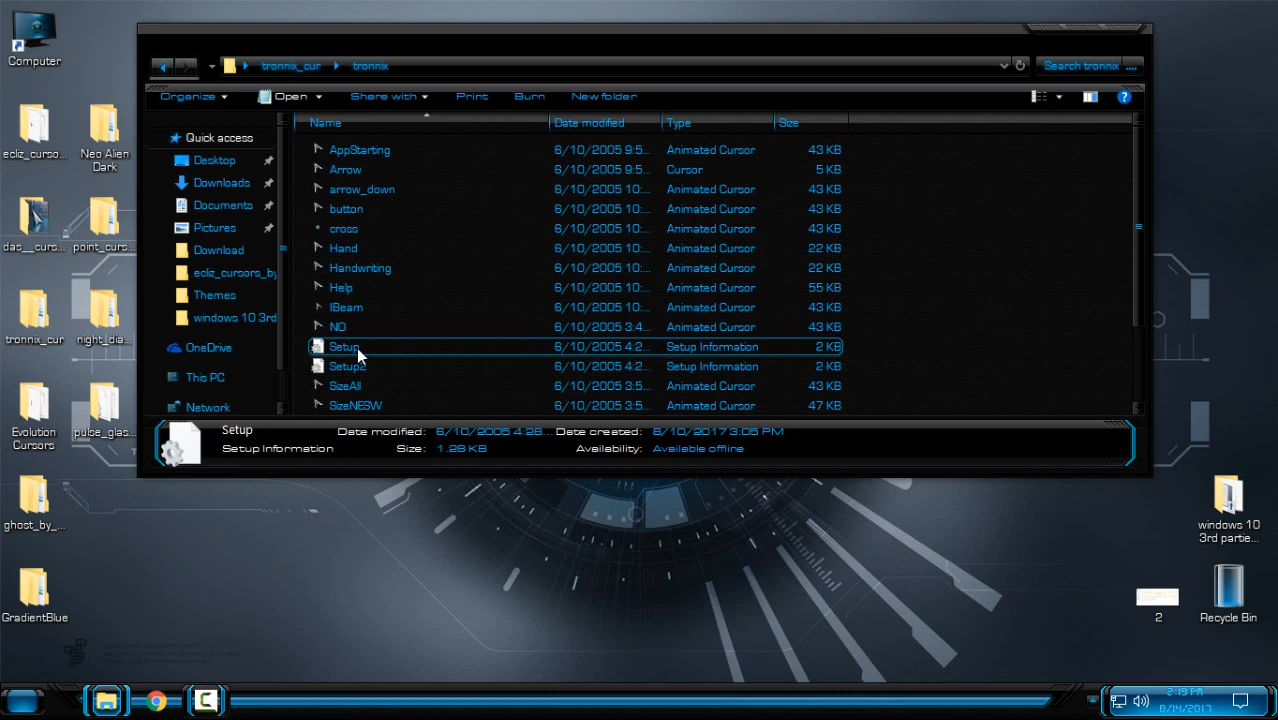 Computer
ecliz_curso...
Neo Alien
Dark
das__curs...
point_curs...
tronnix_cur
night_dia...
Evolution
Cursors
pulse_glas...
ghost_by_...
GradientBlue
tronnix_cur
tronnix
Search tronnix ....
Organize
Open
Share with
Print
Burn
New folder
?
Name Date modified Type Size
Quick access
Desktop
Downloads
Documents
Pictures
Download
ecliz_cursors_by
Themes
windows 10 3rd
OneDrive
This PC
Network
AppStarting 6/10/2005 9:5... Animated Cursor 43 KB
Arrow 6/10/2005 9:5... Cursor 5 KB
arrow_down 6/10/2005 10:... Animated Cursor 43 KB
button 6/10/2005 10:... Animated Cursor 43 KB
cross 6/10/2005 10:... Animated Cursor 43 KB
Hand 6/10/2005 10:... Animated Cursor 22 KB
Handwriting 6/10/2005 10:... Animated Cursor 22 KB
Help 6/10/2005 10:... Animated Cursor 55 KB
IBeam 6/10/2005 10:... Animated Cursor 43 KB
NO 6/10/2005 3:4... Animated Cursor 43 KB
Setup 6/10/2005 4:2... Setup Information 2 KB
Setup2 6/10/2005 4:2... Setup Information 2 KB
SizeAll 6/10/2005 3:5... Animated Cursor 43 KB
SizeNESW 6/10/2005 3:5... Animated Cursor 47 KB
Setup Date modified: 6/10/2005 4:28... Date created: 8/10/2017 3:05 PM
Setup Information Size: 1.28 KB Availability: Available offline
windows 10
3rd partie...
2
Recycle Bin
2:19 PM
8/14/2017